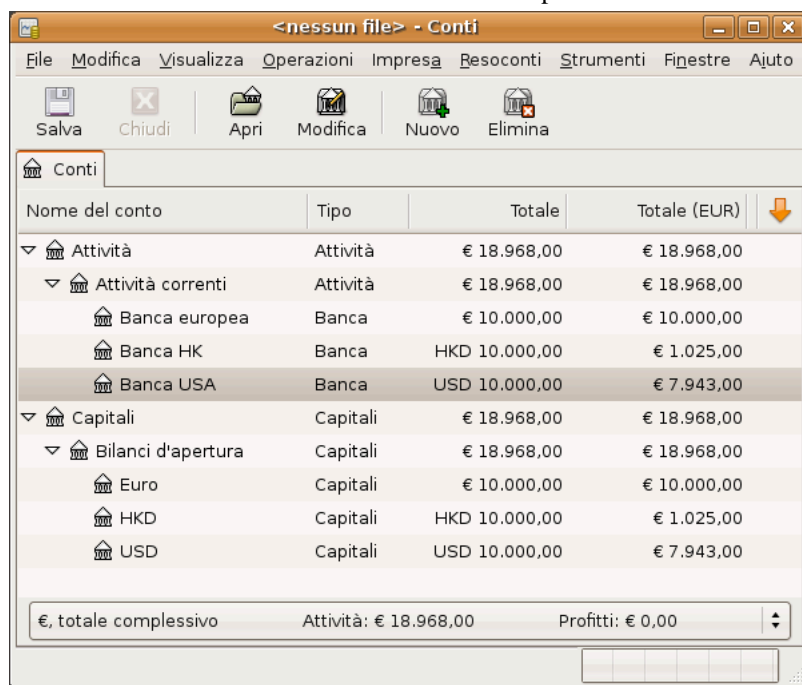 <nessun file> - Conti
File Modifica Visualizza Operazioni Impresa Resoconti Strumenti Finestre Aiuto
Salva Chiudi Apri Modifica Nuovo Elimina
Conti
Nome del conto Tipo Totale Totale (EUR)
Attività Attività € 18.968,00 € 18.968,00
Attività correnti Attività € 18.968,00 € 18.968,00
Banca europea Banca € 10.000,00 € 10.000,00
Banca HK Banca HKD 10.000,00 € 1.025,00
Banca USA Banca USD 10.000,00 € 7.943,00
Capitali Capitali € 18.968,00 € 18.968,00
Bilanci d'apertura Capitali € 18.968,00 € 18.968,00
Euro Capitali € 10.000,00 € 10.000,00
HKD Capitali HKD 10.000,00 € 1.025,00
USD Capitali USD 10.000,00 € 7.943,00
€, totale complessivo Attività: € 18.968,00 Profitti: € 0,00